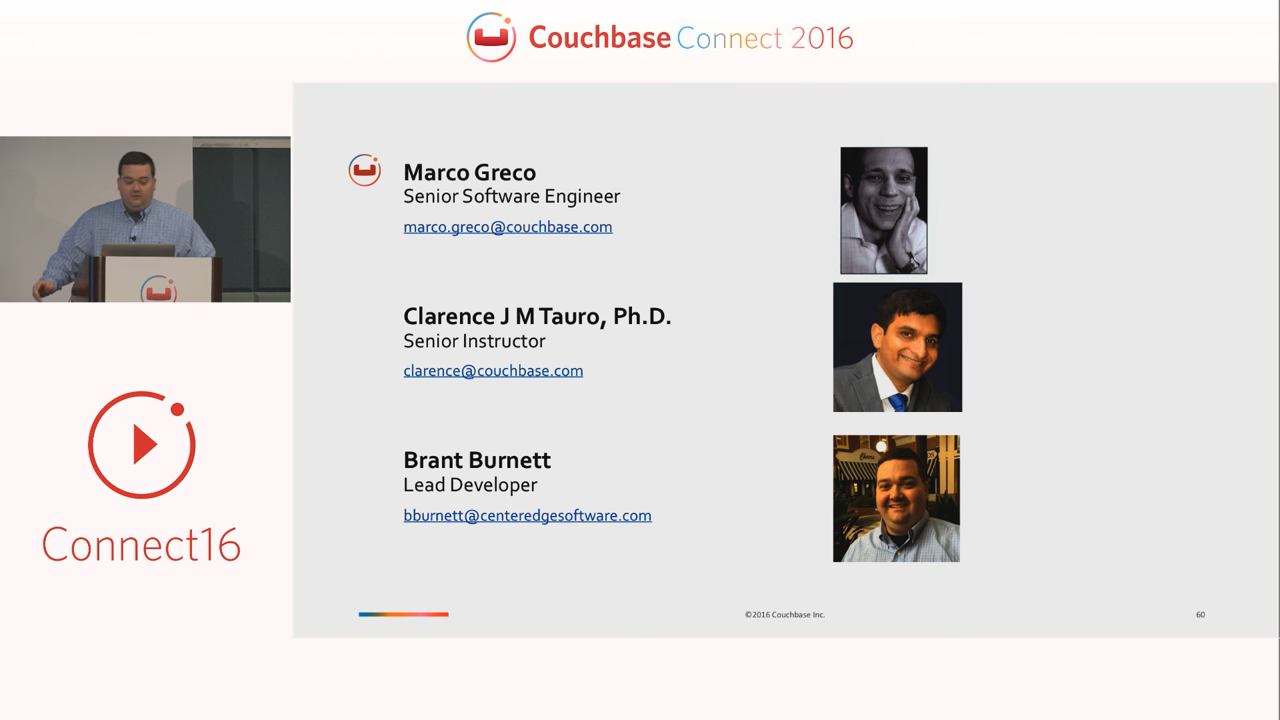 Couchbase Connect 2016
Marco Greco
Senior Software Engineer
marco.greco@couchbase.com
Clarence J M Tauro, Ph.D.
Senior Instructor
clarence@couchbase.com
Brant Burnett
Lead Developer
bburnett@centeredgesoftware.com
Connect16
©2016 Couchbase Inc.
60